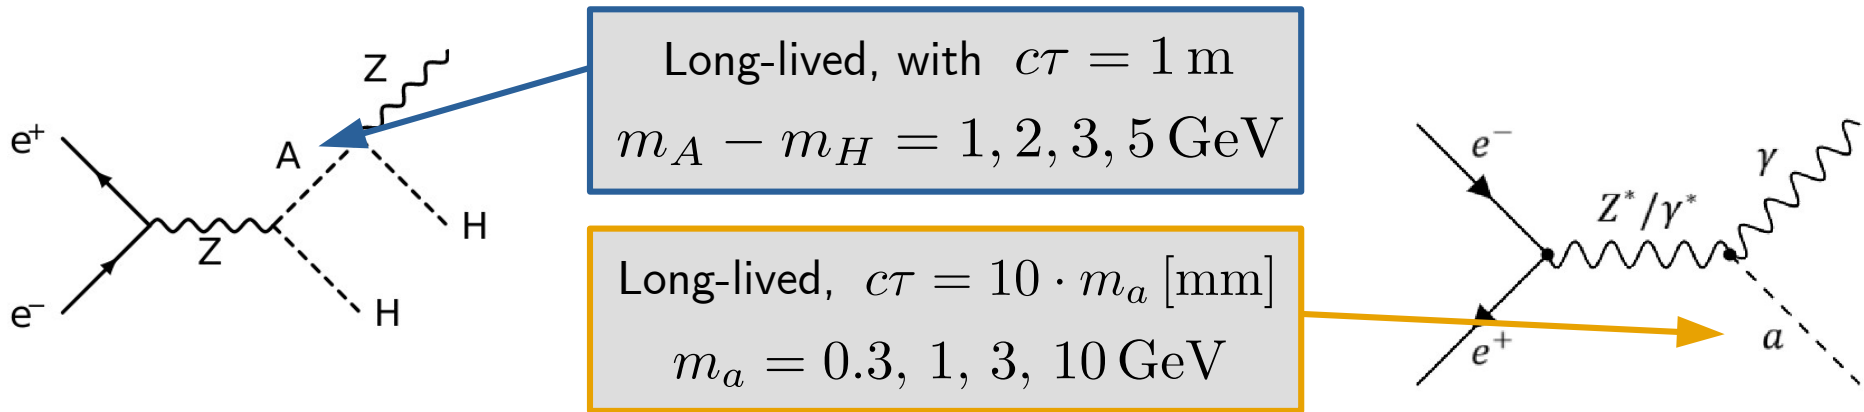 e⁺
e⁻
Z
A
Z
H
H
Long-lived, with cτ = 1 m
m_A − m_H = 1, 2, 3, 5 GeV
Long-lived, cτ = 10 · m_a [mm]
m_a = 0.3, 1, 3, 10 GeV
e⁻
e⁺
Z*/γ*
γ
a